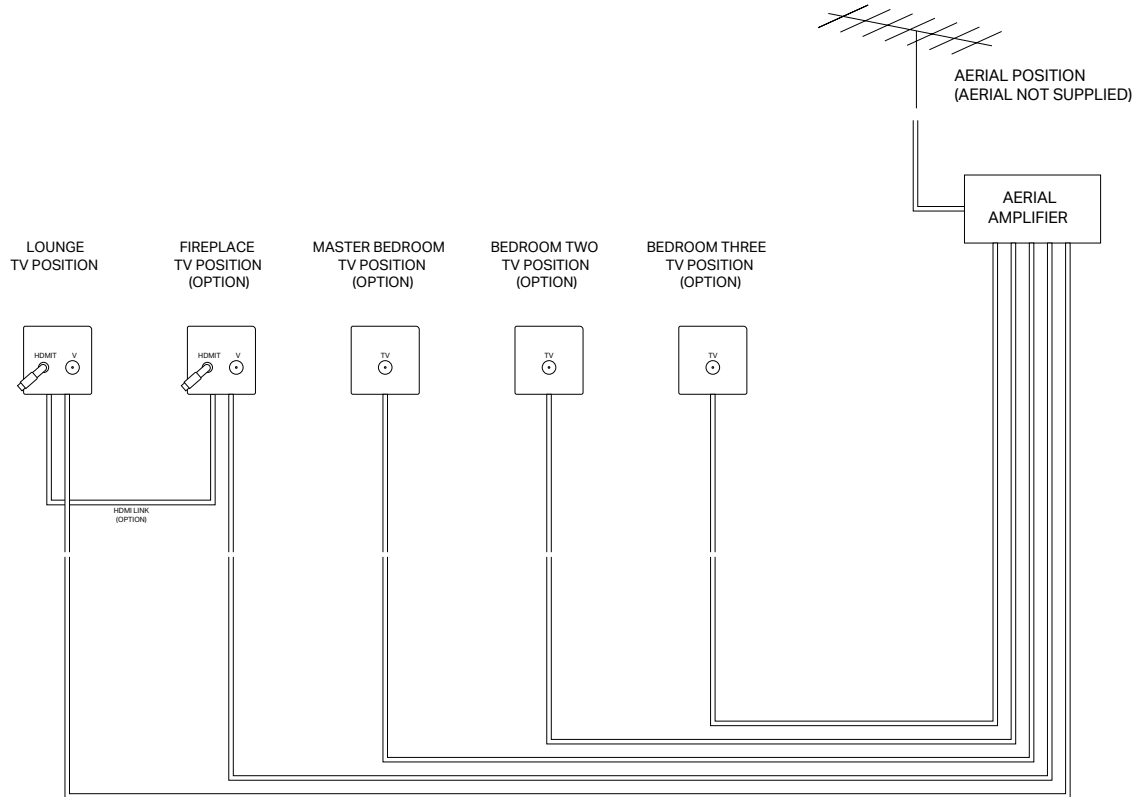 AERIAL POSITION
(AERIAL NOT SUPPLIED)
AERIAL
AMPLIFIER
LOUNGE
TV POSITION
FIREPLACE
TV POSITION
(OPTION)
MASTER BEDROOM
TV POSITION
(OPTION)
BEDROOM TWO
TV POSITION
(OPTION)
BEDROOM THREE
TV POSITION
(OPTION)
HDMIT V
HDMIT V
TV
TV
TV
HDMI LINK
(OPTION)